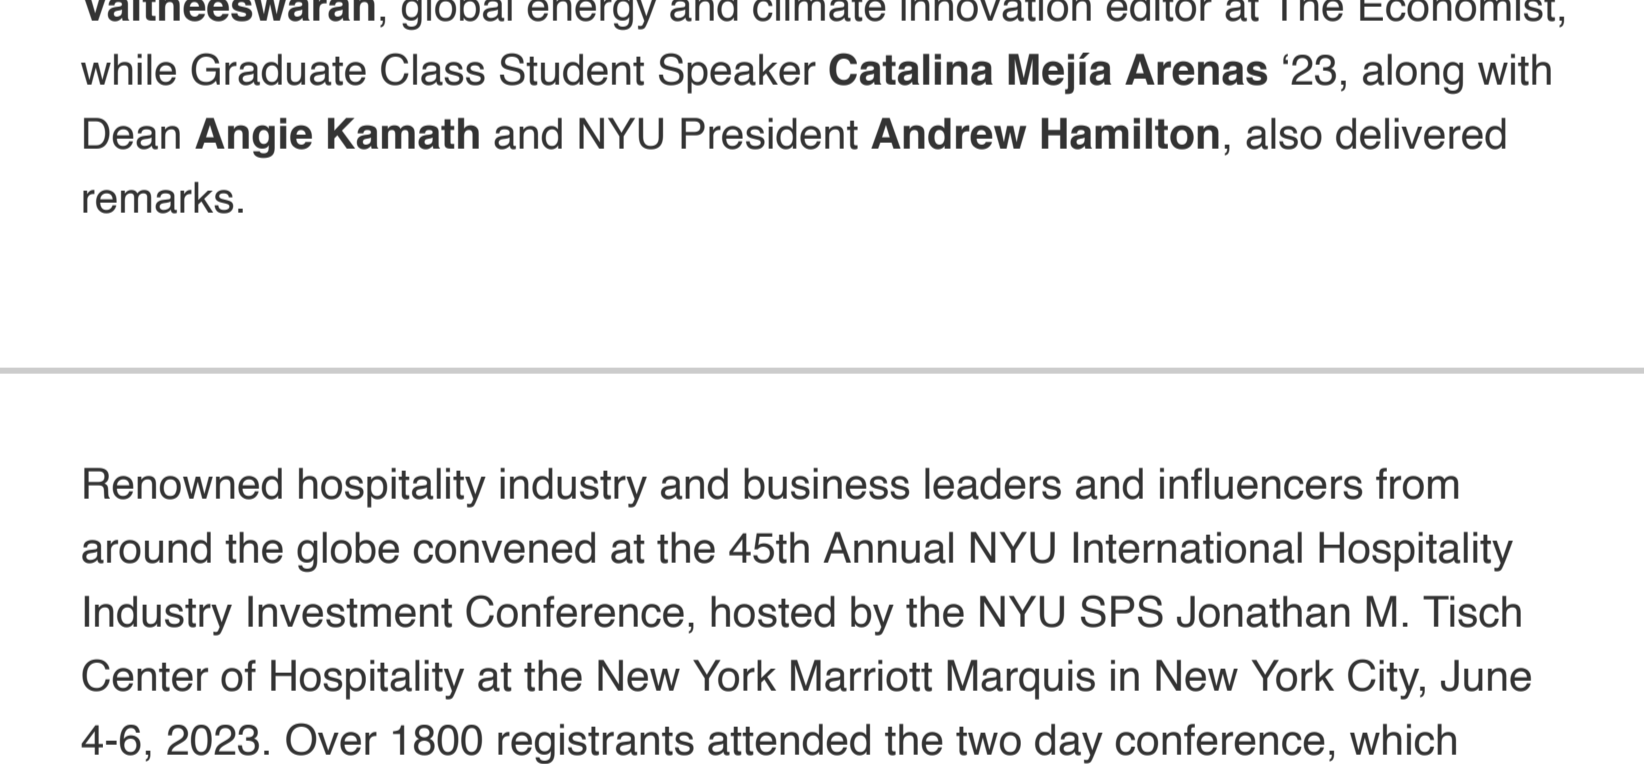 Vaitheeswaran, global energy and climate innovation editor at The Economist,
while Graduate Class Student Speaker Catalina Mejía Arenas ‘23, along with
Dean Angie Kamath and NYU President Andrew Hamilton, also delivered
remarks.
Renowned hospitality industry and business leaders and influencers from
around the globe convened at the 45th Annual NYU International Hospitality
Industry Investment Conference, hosted by the NYU SPS Jonathan M. Tisch
Center of Hospitality at the New York Marriott Marquis in New York City, June
4-6, 2023. Over 1800 registrants attended the two day conference, which